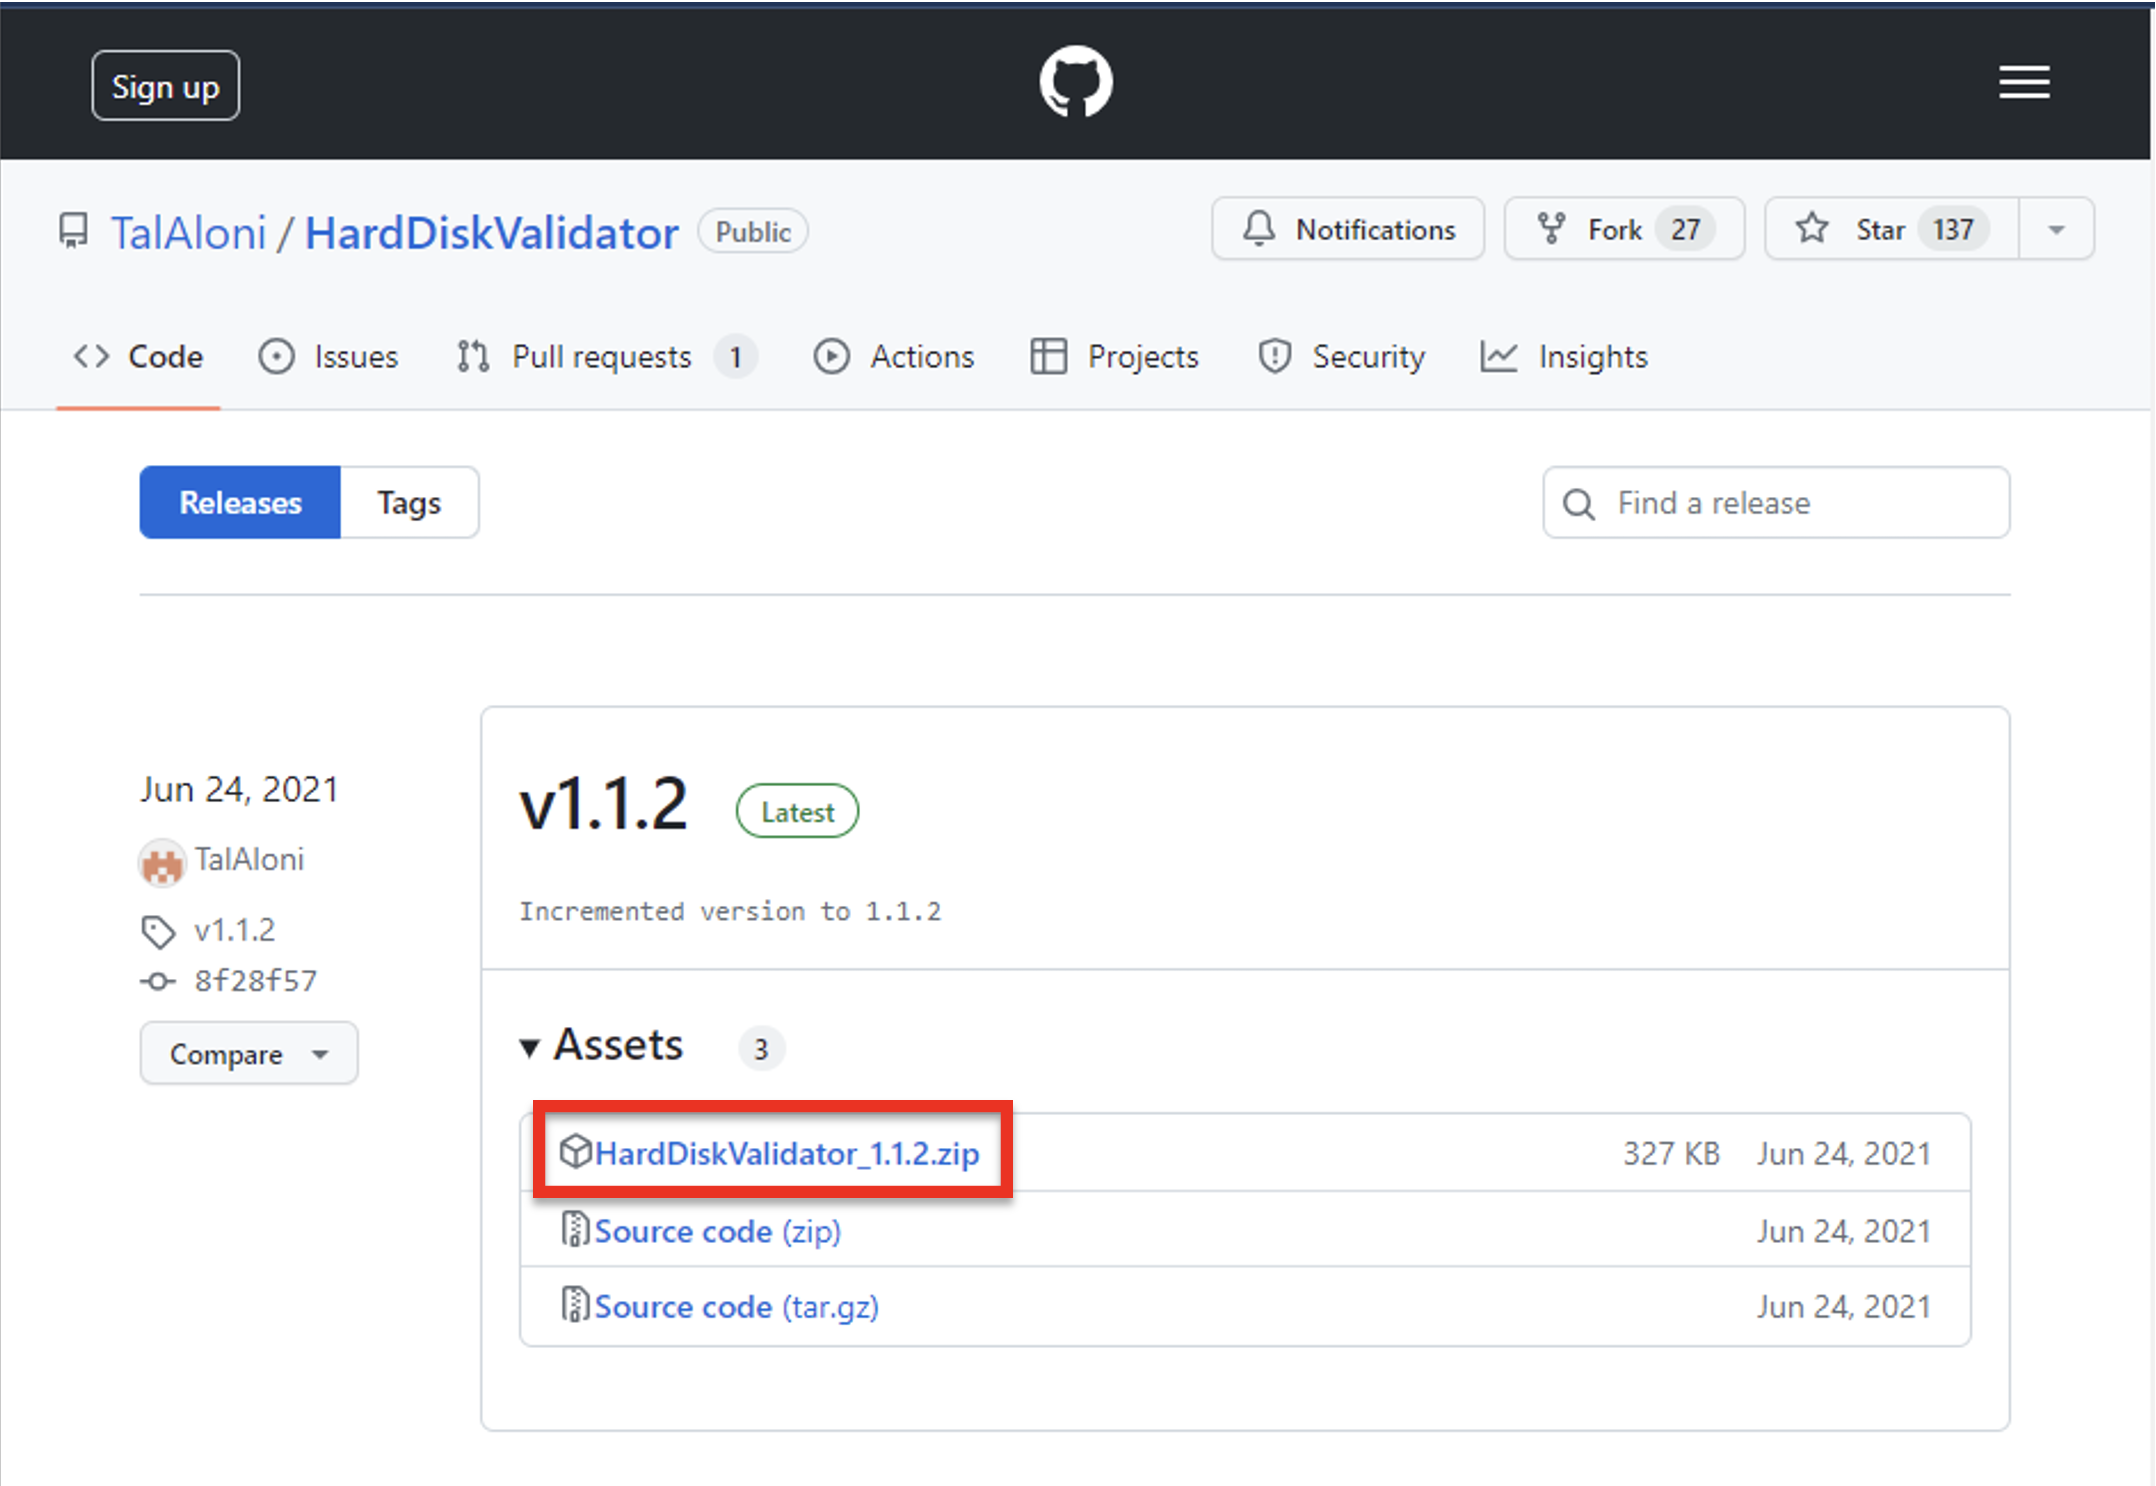 Sign up
TalAloni / HardDiskValidator Public Notifications Fork 27 Star 137
Code Issues Pull requests 1 Actions Projects Security Insights
Releases Tags Find a release
v1.1.2 Latest
Jun 24, 2021
TalAloni
v1.1.2
8f28f57
Compare
Incremented version to 1.1.2
Assets 3
HardDiskValidator_1.1.2.zip 327 KB Jun 24, 2021
Source code (zip) Jun 24, 2021
Source code (tar.gz) Jun 24, 2021